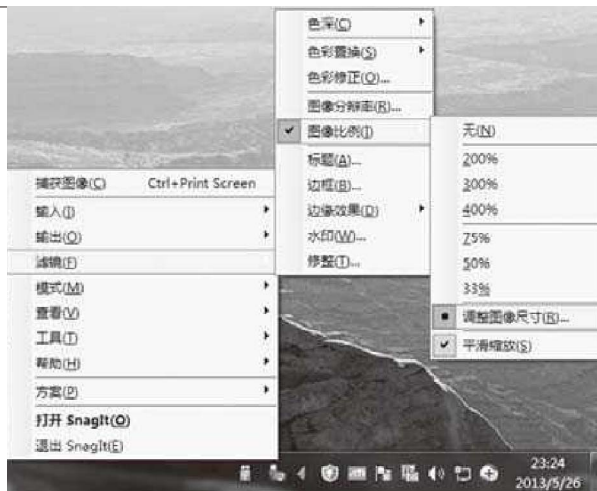 捕获图像(C) Ctrl+Print Screen
输入(I)
输出(O)
滤镜(F)
模式(M)
查看(V)
工具(T)
帮助(H)
方案(P)
打开 SnagIt(O)
退出 SnagIt(E)
色深(C)
色彩置换(S)
色彩修正(O)...
图像分辨率(R)...
图像比例(I)
标题(A)...
边框(B)...
边缘效果(D)
水印(W)...
修整(T)...
无(N)
200%
300%
400%
75%
50%
33%
调整图像尺寸(R)...
平滑缩放(S)
23:24
2013/5/26